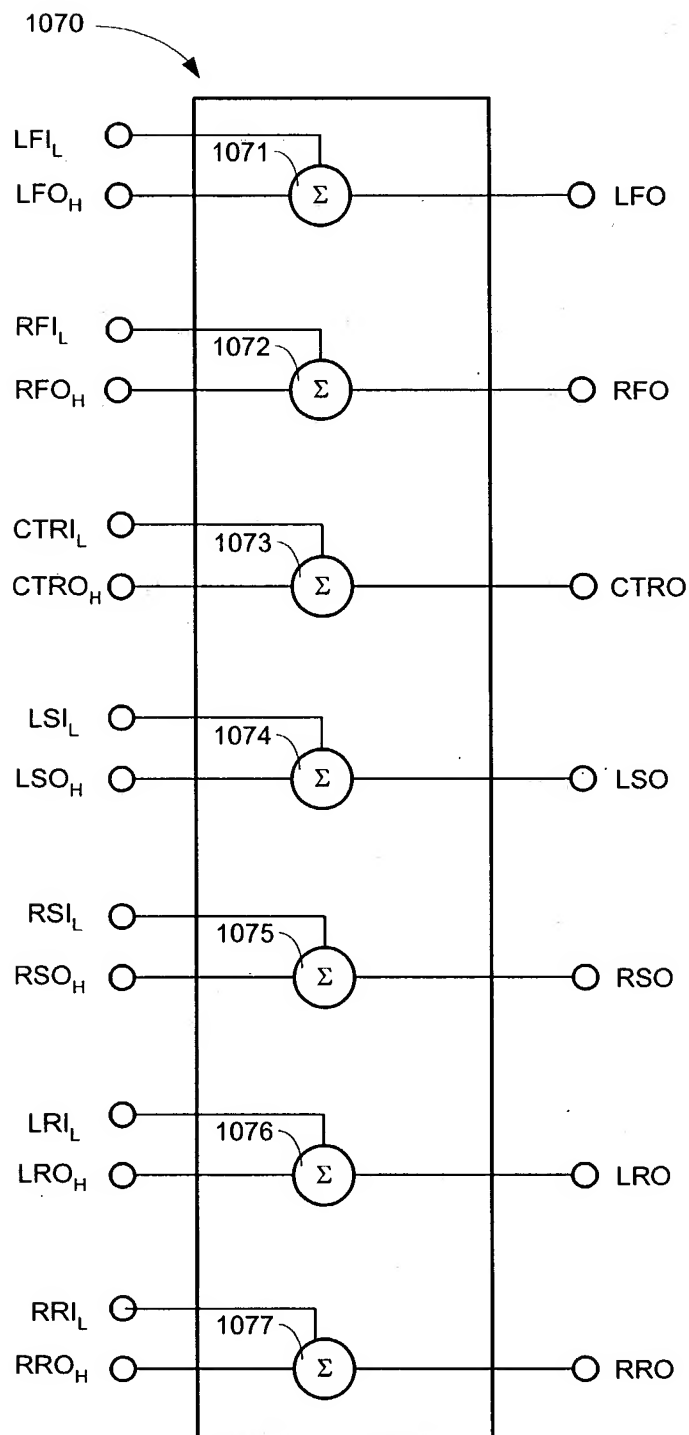 1070
LFI_L
1071
LFO_H Σ LFO
RFI_L
1072
RFO_H Σ RFO
CTRI_L
1073
CTRO_H Σ CTRO
LSI_L
1074
LSO_H Σ LSO
RSI_L
1075
RSO_H Σ RSO
LRI_L
1076
LRO_H Σ LRO
RRI_L
1077
RRO_H Σ RRO